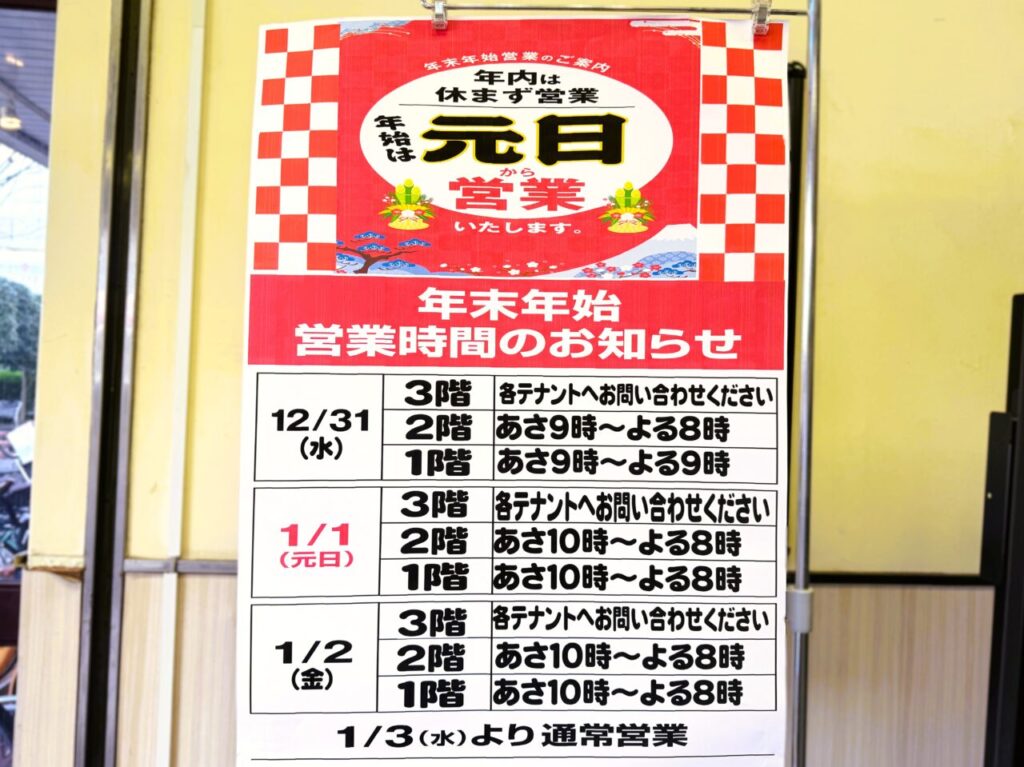 年末年始営業のご案内
年内は
休まず営業
年始は
元日
から
営業
いたします。
年末年始
営業時間のお知らせ
12/31
(水)
3階 各テナントへお問い合わせください
2階 あさ9時～よる8時
1階 あさ9時～よる9時
1/1
(元日)
3階 各テナントへお問い合わせください
2階 あさ10時～よる8時
1階 あさ10時～よる8時
1/2
(金)
3階 各テナントへお問い合わせください
2階 あさ10時～よる8時
1階 あさ10時～よる8時
1/3(水)より通常営業